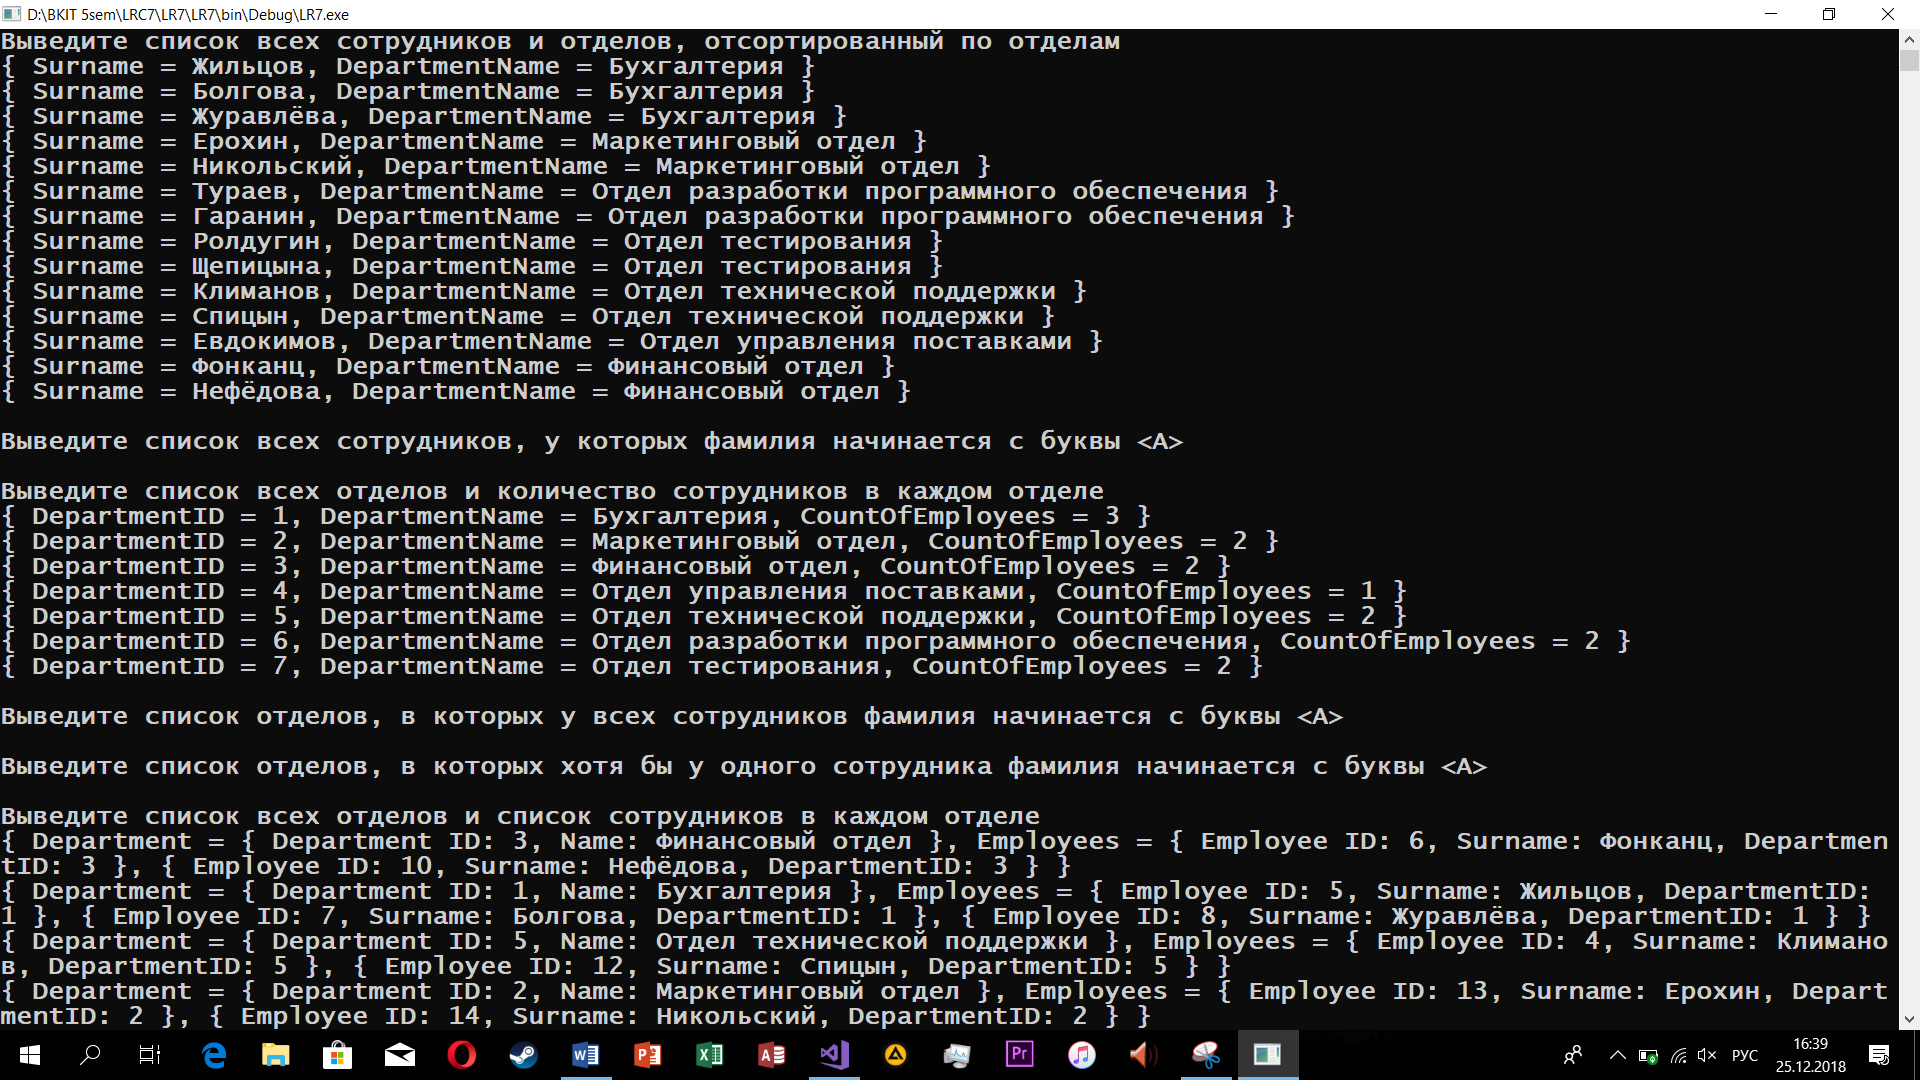 D:\BKIT 5sem\LRC7\LR7\LR7\bin\Debug\LR7.exe
Выведите список всех сотрудников и отделов, отсортированный по отделам
{ Surname = Жильцов, DepartmentName = Бухгалтерия }
{ Surname = Болгова, DepartmentName = Бухгалтерия }
{ Surname = Журавлёва, DepartmentName = Бухгалтерия }
{ Surname = Ерохин, DepartmentName = Маркетинговый отдел }
{ Surname = Никольский, DepartmentName = Маркетинговый отдел }
{ Surname = Тураев, DepartmentName = Отдел разработки программного обеспечения }
{ Surname = Гаранин, DepartmentName = Отдел разработки программного обеспечения }
{ Surname = Ролдугин, DepartmentName = Отдел тестирования }
{ Surname = Щепицына, DepartmentName = Отдел тестирования }
{ Surname = Климанов, DepartmentName = Отдел технической поддержки }
{ Surname = Спицын, DepartmentName = Отдел технической поддержки }
{ Surname = Евдокимов, DepartmentName = Отдел управления поставками }
{ Surname = Фонканц, DepartmentName = Финансовый отдел }
{ Surname = Нефёдова, DepartmentName = Финансовый отдел }
Выведите список всех сотрудников, у которых фамилия начинается с буквы <А>
Выведите список всех отделов и количество сотрудников в каждом отделе
{ DepartmentID = 1, DepartmentName = Бухгалтерия, CountOfEmployees = 3 }
{ DepartmentID = 2, DepartmentName = Маркетинговый отдел, CountOfEmployees = 2 }
{ DepartmentID = 3, DepartmentName = Финансовый отдел, CountOfEmployees = 2 }
{ DepartmentID = 4, DepartmentName = Отдел управления поставками, CountOfEmployees = 1 }
{ DepartmentID = 5, DepartmentName = Отдел технической поддержки, CountOfEmployees = 2 }
{ DepartmentID = 6, DepartmentName = Отдел разработки программного обеспечения, CountOfEmployees = 2 }
{ DepartmentID = 7, DepartmentName = Отдел тестирования, CountOfEmployees = 2 }
Выведите список отделов, в которых у всех сотрудников фамилия начинается с буквы <А>
Выведите список отделов, в которых хотя бы у одного сотрудника фамилия начинается с буквы <А>
Выведите список всех отделов и список сотрудников в каждом отделе
{ Department = { Department ID: 3, Name: Финансовый отдел }, Employees = { Employee ID: 6, Surname: Фонканц, Departmen
tID: 3 }, { Employee ID: 10, Surname: Нефёдова, DepartmentID: 3 } }
{ Department = { Department ID: 1, Name: Бухгалтерия }, Employees = { Employee ID: 5, Surname: Жильцов, DepartmentID:
1 }, { Employee ID: 7, Surname: Болгова, DepartmentID: 1 }, { Employee ID: 8, Surname: Журавлёва, DepartmentID: 1 } }
{ Department = { Department ID: 5, Name: Отдел технической поддержки }, Employees = { Employee ID: 4, Surname: Климано
в, DepartmentID: 5 }, { Employee ID: 12, Surname: Спицын, DepartmentID: 5 } }
{ Department = { Department ID: 2, Name: Маркетинговый отдел }, Employees = { Employee ID: 13, Surname: Ерохин, Depart
mentID: 2 }, { Employee ID: 14, Surname: Никольский, DepartmentID: 2 } }
РУС
16:39
25.12.2018
Pr